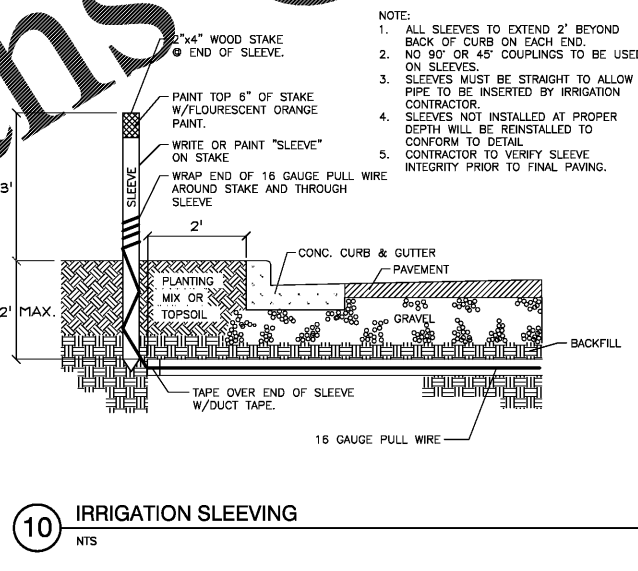 ns
NOTE:
1. ALL SLEEVES TO EXTEND 2' BEYOND
BACK OF CURB ON EACH END.
2. NO 90° OR 45° COUPLINGS TO BE USED
ON SLEEVES.
3. SLEEVES MUST BE STRAIGHT TO ALLOW
PIPE TO BE INSERTED BY IRRIGATION
CONTRACTOR.
4. SLEEVES NOT INSTALLED AT PROPER
DEPTH WILL BE REINSTALLED TO
CONFORM TO DETAIL
5. CONTRACTOR TO VERIFY SLEEVE
INTEGRITY PRIOR TO FINAL PAVING.
2"x4" WOOD STAKE
@ END OF SLEEVE.
PAINT TOP 6" OF STAKE
W/FLOURESCENT ORANGE
PAINT.
WRITE OR PAINT "SLEEVE"
ON STAKE
WRAP END OF 16 GAUGE PULL WIRE
AROUND STAKE AND THROUGH
SLEEVE
3'
SLEEVE
2'
CONC. CURB & GUTTER
PAVEMENT
PLANTING
MIX OR
TOPSOIL
2' MAX.
GRAVEL
BACKFILL
TAPE OVER END OF SLEEVE
W/DUCT TAPE.
16 GAUGE PULL WIRE
10 IRRIGATION SLEEVING
NTS